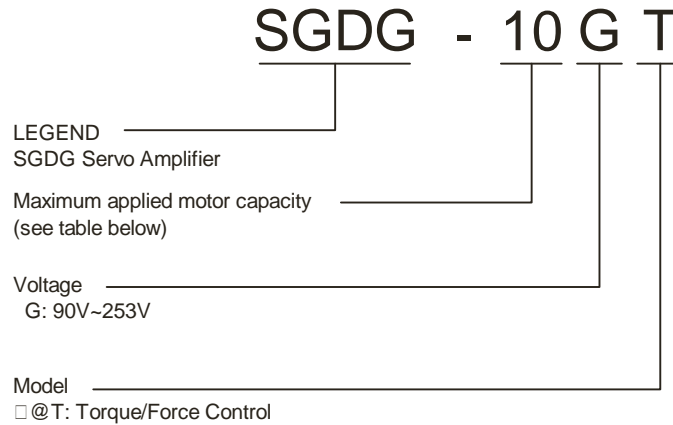 SGDG - 10 G T
LEGEND
SGDG Servo Amplifier
Maximum applied motor capacity
(see table below)
Voltage
G: 90V~253V
Model
□@T: Torque/Force Control